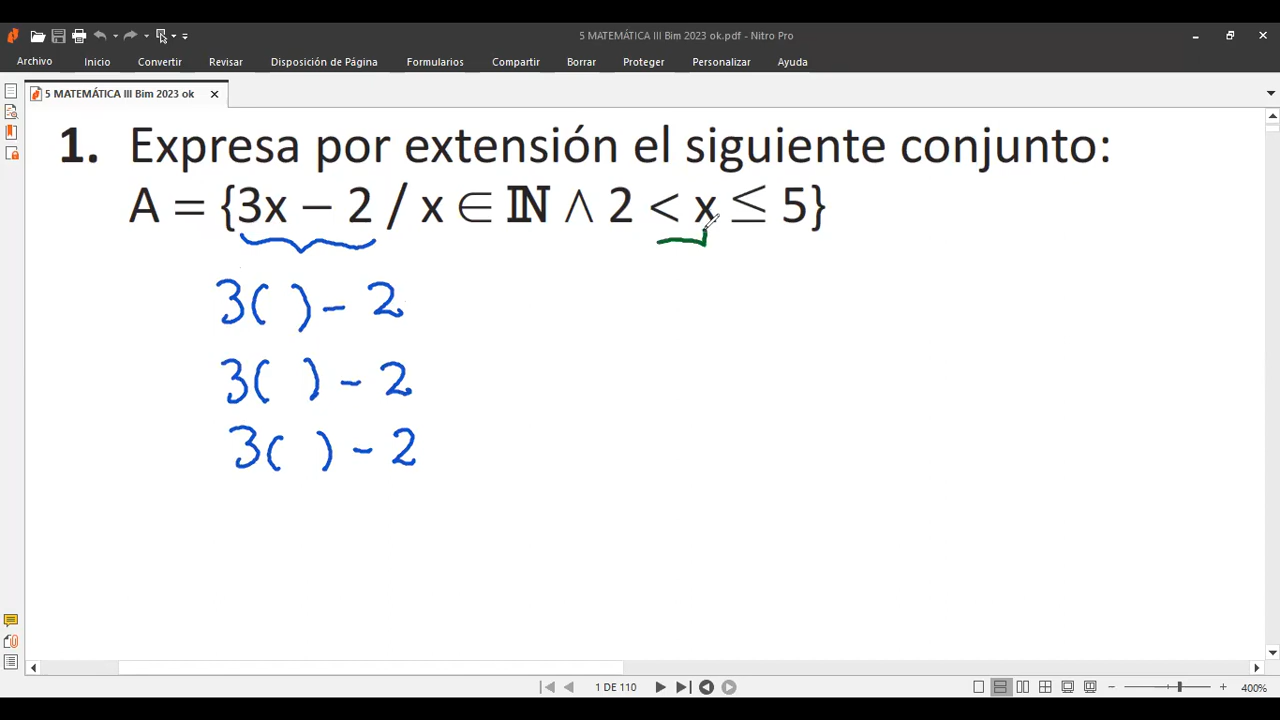 5 MATEMÁTICA III Bim 2023 ok.pdf - Nitro Pro
Archivo Inicio Convertir Revisar Disposición de Página Formularios Compartir Borrar Proteger Personalizar Ayuda
5 MATEMÁTICA III Bim 2023 ok
1. Expresa por extensión el siguiente conjunto:
A = {3x − 2 / x ∈ ℕ ∧ 2 < x ≤ 5}
3( ) - 2
3( ) - 2
3( ) - 2
1 DE 110
400%